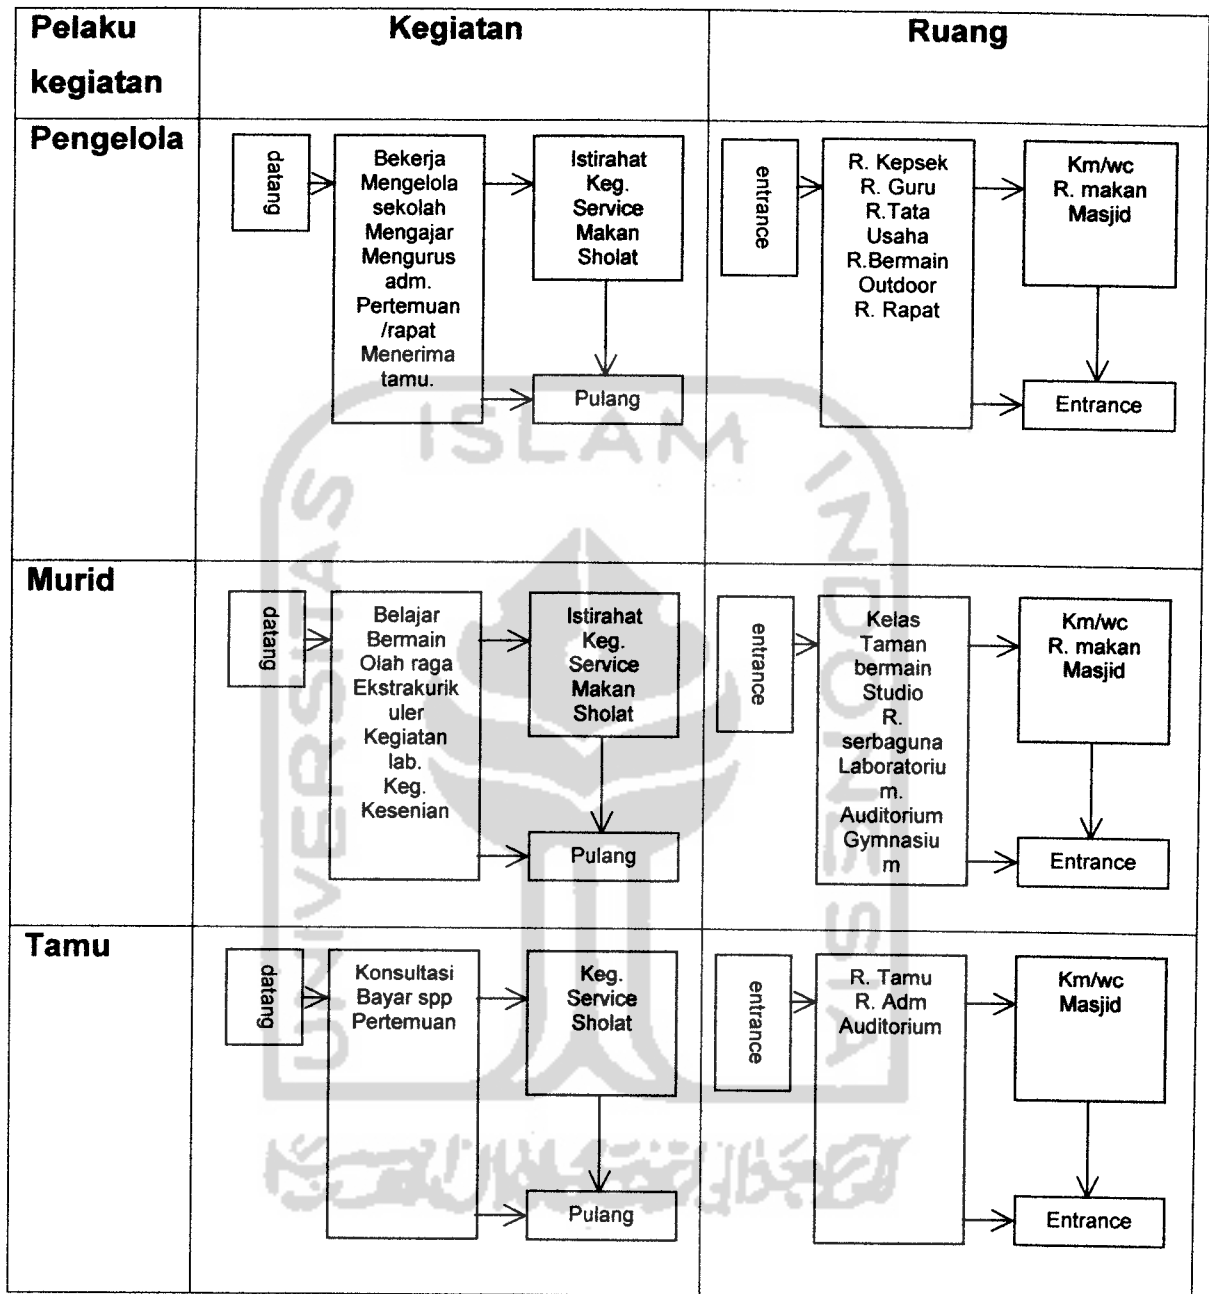 Pelaku
kegiatan
Kegiatan
Ruang
Pengelola
datang
Bekerja
Mengelola
sekolah
Mengajar
Mengurus
adm.
Pertemuan
/rapat
Menerima
tamu.
Istirahat
Keg.
Service
Makan
Sholat
Pulang
entrance
R. Kepsek
R. Guru
R.Tata
Usaha
R.Bermain
Outdoor
R. Rapat
Km/wc
R. makan
Masjid
Entrance
Murid
datang
Belajar
Bermain
Olah raga
Ekstrakurik
uler
Kegiatan
lab.
Keg.
Kesenian
Istirahat
Keg.
Service
Makan
Sholat
Pulang
entrance
Kelas
Taman
bermain
Studio
R.
serbaguna
Laboratoriu
m.
Auditorium
Gymnasiu
m
Km/wc
R. makan
Masjid
Entrance
Tamu
datang
Konsultasi
Bayar spp
Pertemuan
Keg.
Service
Sholat
Pulang
entrance
R. Tamu
R. Adm
Auditorium
Km/wc
Masjid
Entrance
UNIVERSITAS
ISLAM
INDONESIA